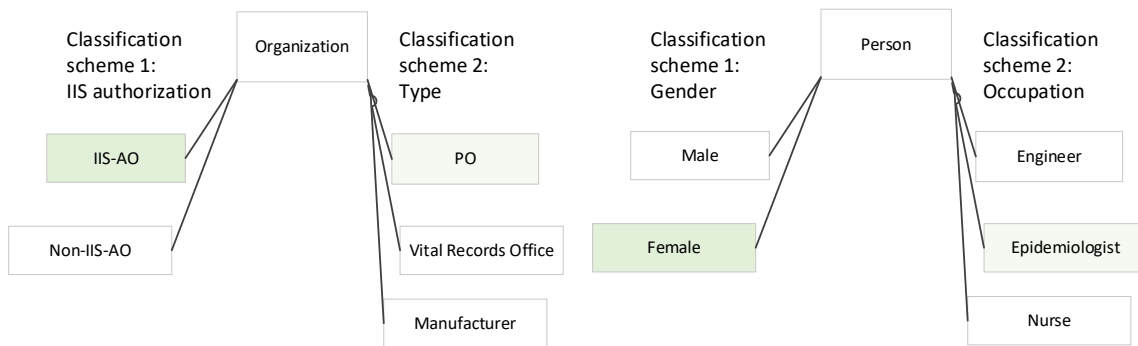 Classification
scheme 1:
IIS authorization
Organization
Classification
scheme 2:
Type
IIS-AO
PO
Non-IIS-AO
Vital Records Office
Manufacturer
Classification
scheme 1:
Gender
Person
Classification
scheme 2:
Occupation
Male
Engineer
Female
Epidemiologist
Nurse